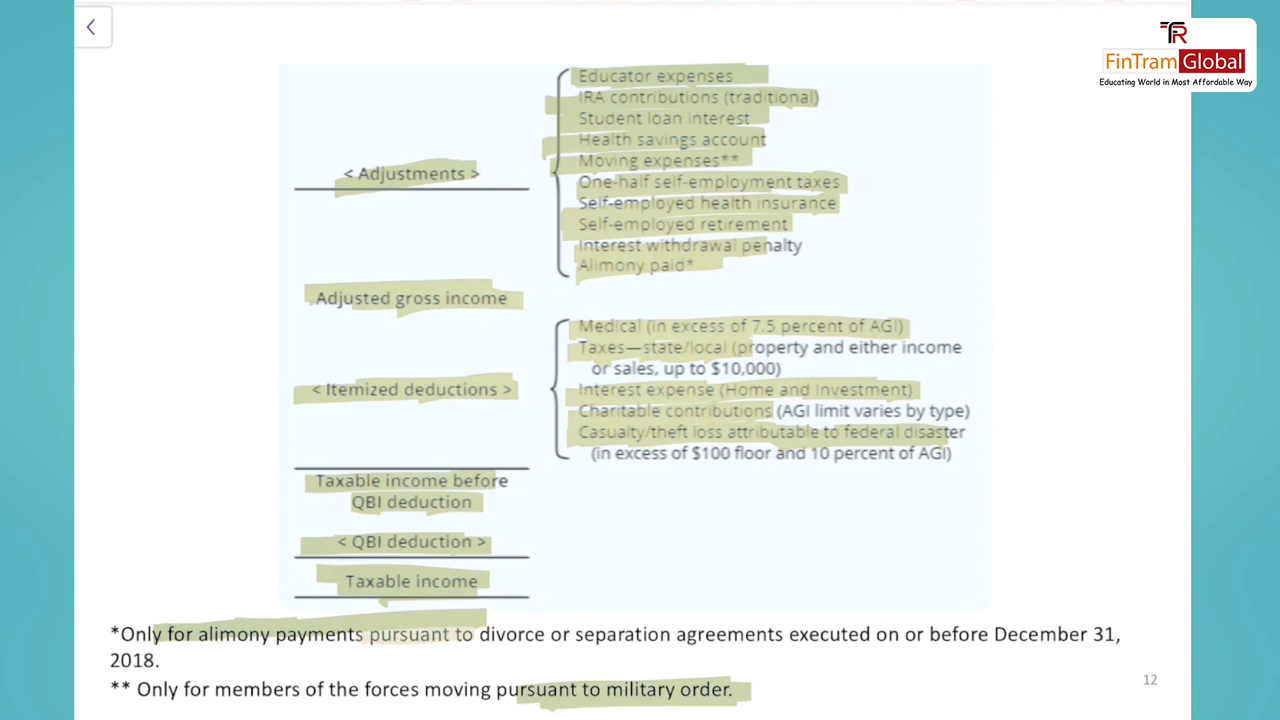 TR
FinTram Global
Educating World in Most Affordable Way
< Adjustments >
Educator expenses
IRA contributions (traditional)
Student loan interest
Health savings account
Moving expenses**
One-half self-employment taxes
Self-employed health insurance
Self-employed retirement
Interest withdrawal penalty
Alimony paid*
Adjusted gross income
< Itemized deductions >
Medical (in excess of 7.5 percent of AGI)
Taxes—state/local (property and either income
or sales, up to $10,000)
Interest expense (Home and Investment)
Charitable contributions (AGI limit varies by type)
Casualty/theft loss attributable to federal disaster
(in excess of $100 floor and 10 percent of AGI)
Taxable income before
QBI deduction
< QBI deduction >
Taxable income
*Only for alimony payments pursuant to divorce or separation agreements executed on or before December 31,
2018.
** Only for members of the forces moving pursuant to military order.
12